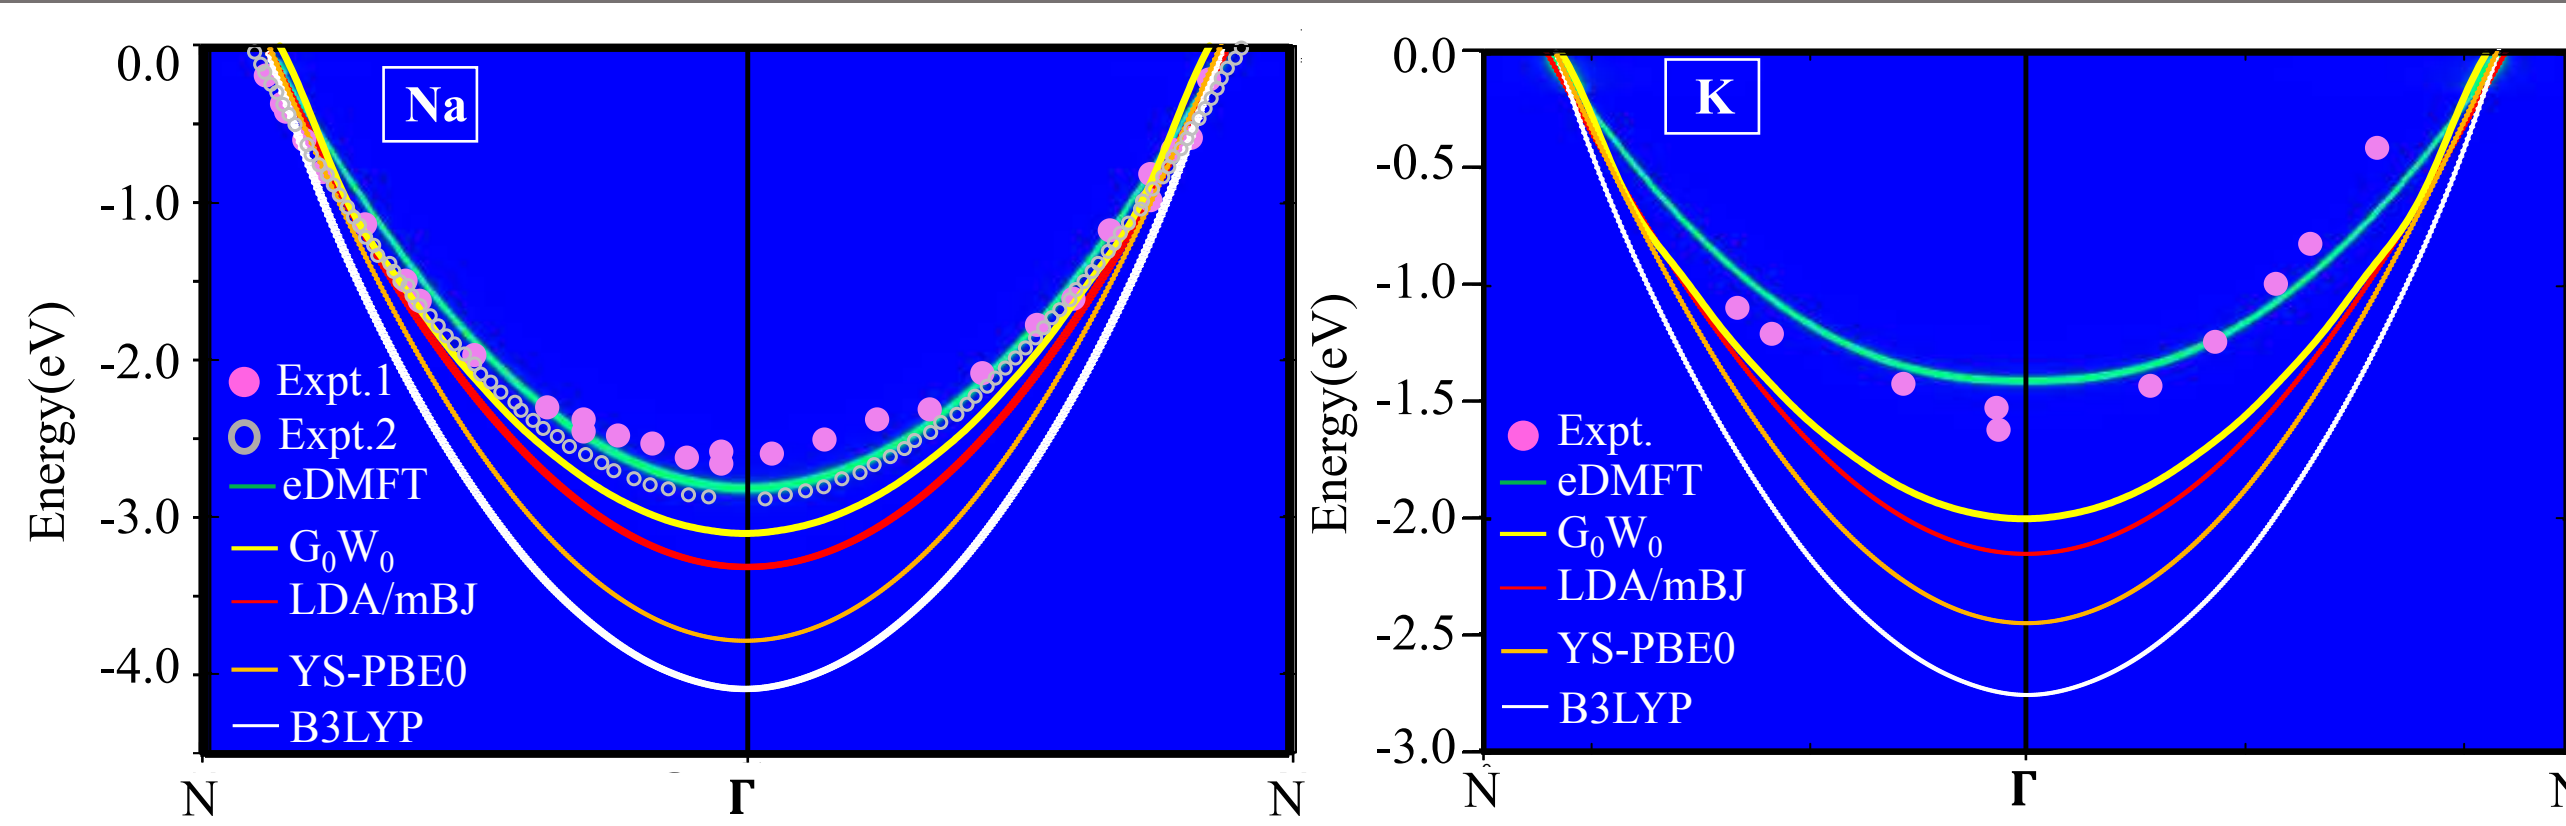 Na
0.0
-1.0
-2.0
-3.0
-4.0
Energy(eV)
Expt.1
Expt.2
eDMFT
G₀W₀
LDA/mBJ
YS-PBE0
B3LYP
N
Γ
N
K
0.0
-0.5
-1.0
-1.5
-2.0
-2.5
-3.0
Energy(eV)
Expt.
eDMFT
G₀W₀
LDA/mBJ
YS-PBE0
B3LYP
N
Γ